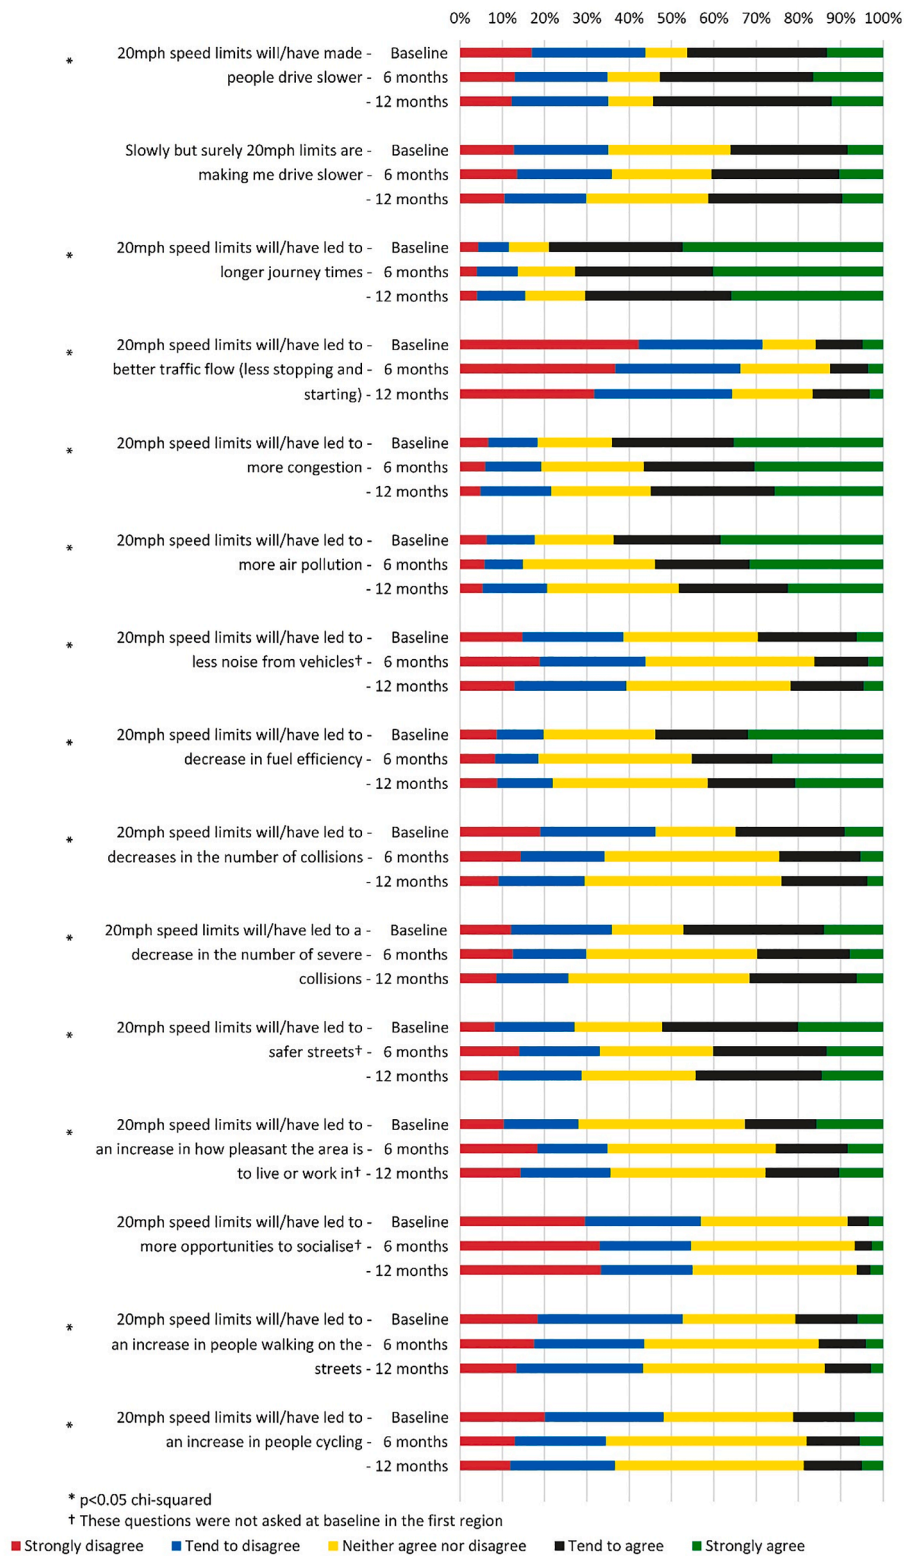 0% 10% 20% 30% 40% 50% 60% 70% 80% 90% 100%
* 20mph speed limits will/have made - Baseline
people drive slower - 6 months
- 12 months
Slowly but surely 20mph limits are - Baseline
making me drive slower - 6 months
- 12 months
* 20mph speed limits will/have led to - Baseline
longer journey times - 6 months
- 12 months
* 20mph speed limits will/have led to - Baseline
better traffic flow (less stopping and - 6 months
starting) - 12 months
* 20mph speed limits will/have led to - Baseline
more congestion - 6 months
- 12 months
* 20mph speed limits will/have led to - Baseline
more air pollution - 6 months
- 12 months
* 20mph speed limits will/have led to - Baseline
less noise from vehicles† - 6 months
- 12 months
* 20mph speed limits will/have led to - Baseline
decrease in fuel efficiency - 6 months
- 12 months
* 20mph speed limits will/have led to - Baseline
decreases in the number of collisions - 6 months
- 12 months
* 20mph speed limits will/have led to a - Baseline
decrease in the number of severe - 6 months
collisions - 12 months
* 20mph speed limits will/have led to - Baseline
safer streets† - 6 months
- 12 months
* 20mph speed limits will/have led to - Baseline
an increase in how pleasant the area is - 6 months
to live or work in† - 12 months
20mph speed limits will/have led to - Baseline
more opportunities to socialise† - 6 months
- 12 months
* 20mph speed limits will/have led to - Baseline
an increase in people walking on the - 6 months
streets - 12 months
* 20mph speed limits will/have led to - Baseline
an increase in people cycling - 6 months
- 12 months
* p<0.05 chi-squared
† These questions were not asked at baseline in the first region
Strongly disagree Tend to disagree Neither agree nor disagree Tend to agree Strongly agree